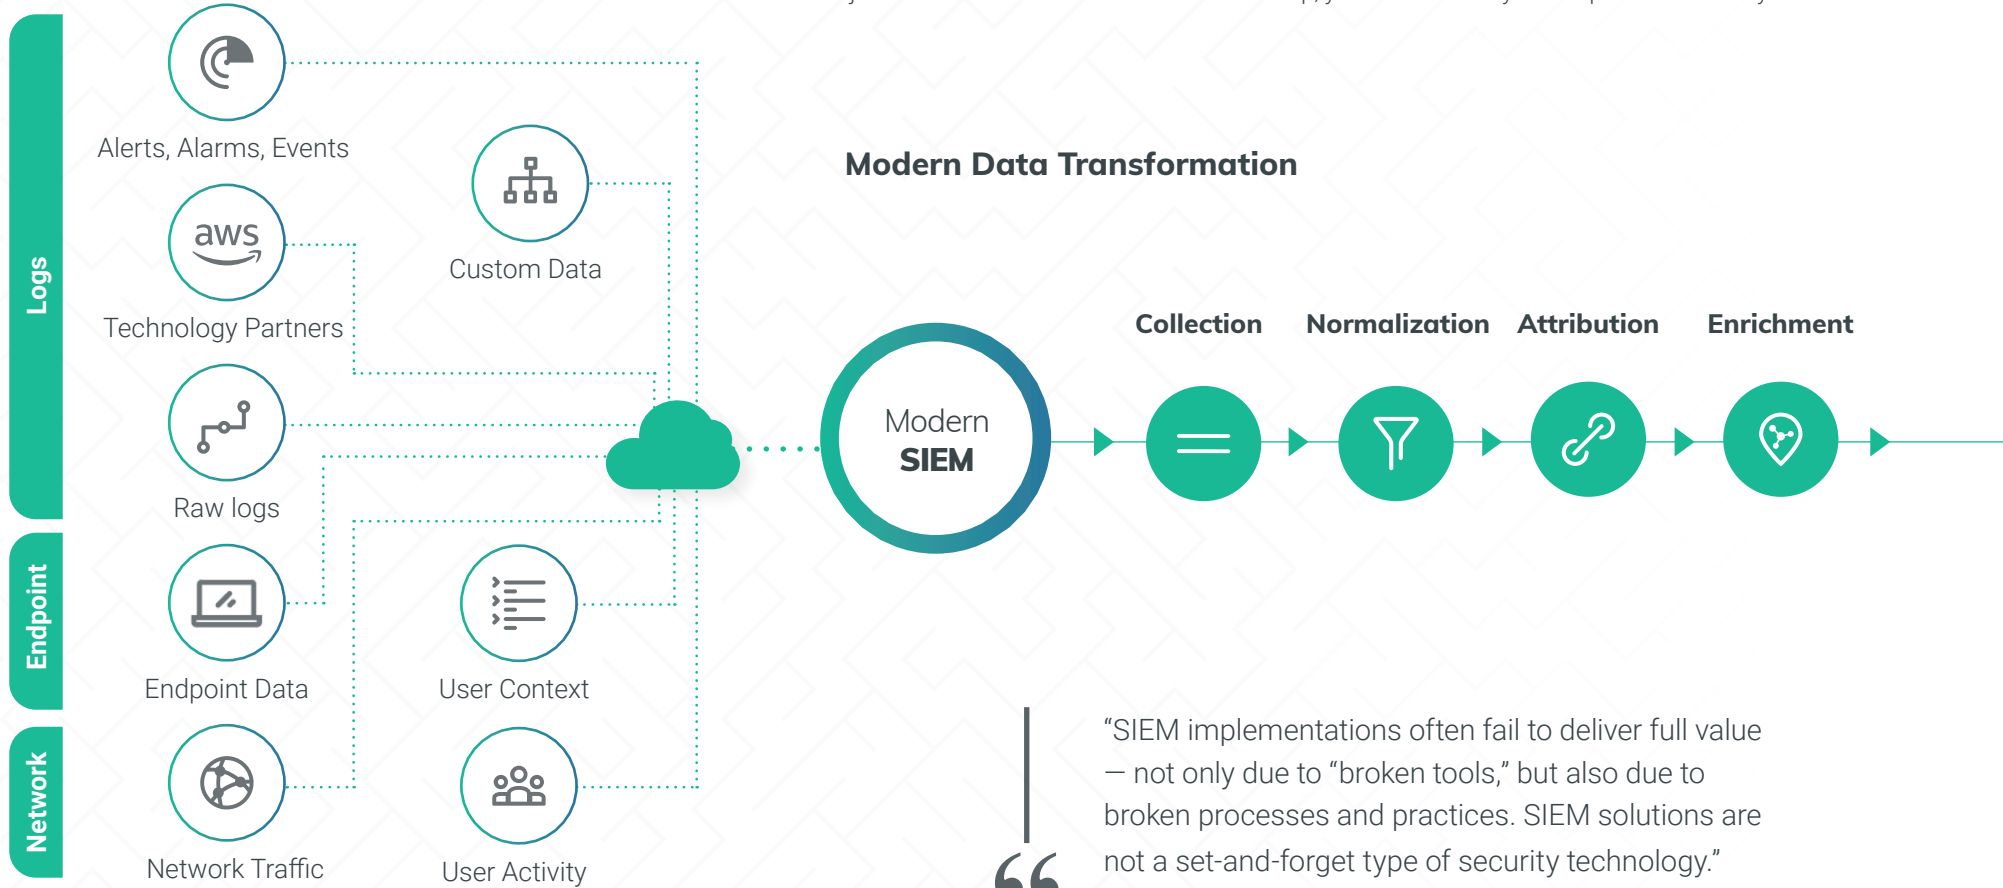 Logs
Alerts, Alarms, Events
aws
Technology Partners
Raw logs
Custom Data
Endpoint
Endpoint Data
User Context
Network
Network Traffic
User Activity
Modern Data Transformation
Modern
SIEM
Collection
Normalization
Attribution
Enrichment
“SIEM implementations often fail to deliver full value
— not only due to “broken tools,” but also due to
broken processes and practices. SIEM solutions are
not a set-and-forget type of security technology.”